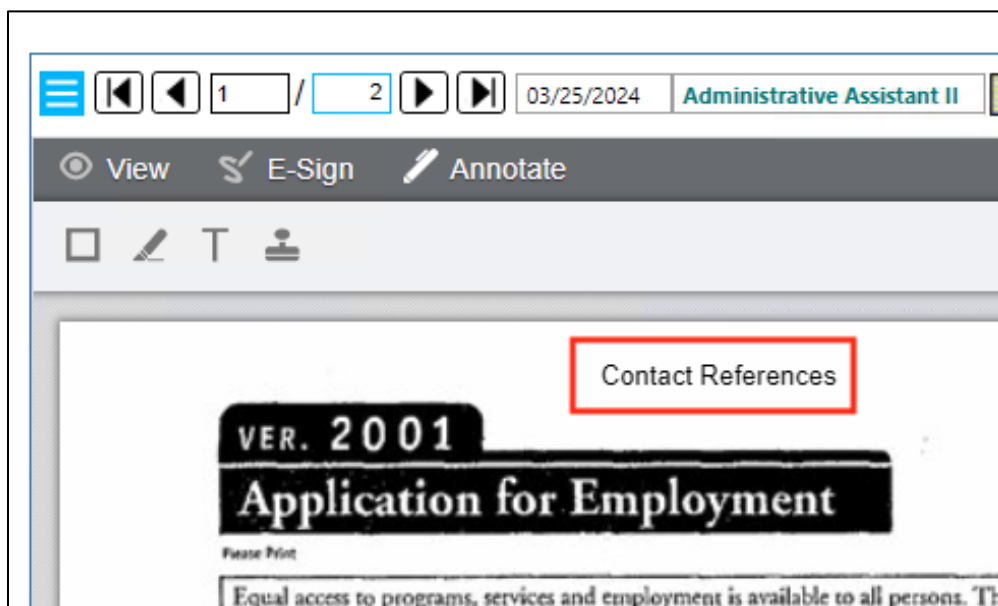 1 / 2 03/25/2024 Administrative Assistant II
View E-Sign Annotate
T
Contact References
VER. 2001
Application for Employment
Please Print
Equal access to programs, services and employment is available to all persons. Th